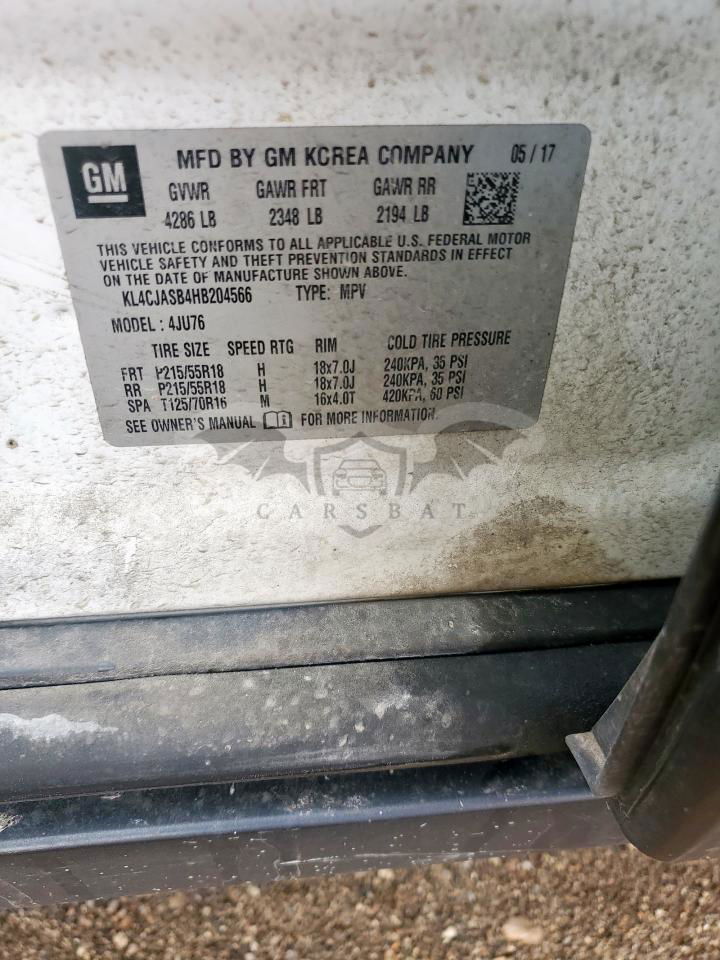 GM
MFD BY GM KOREA COMPANY 05 / 17
GVWR GAWR FRT GAWR RR
4286 LB 2348 LB 2194 LB
THIS VEHICLE CONFORMS TO ALL APPLICABLE U.S. FEDERAL MOTOR
VEHICLE SAFETY AND THEFT PREVENTION STANDARDS IN EFFECT
ON THE DATE OF MANUFACTURE SHOWN ABOVE.
KL4CJASB4HB204566 TYPE: MPV
MODEL : 4JU76
TIRE SIZE SPEED RTG RIM COLD TIRE PRESSURE
FRT P215/55R18 H 18x7.0J 240KPA, 35 PSI
RR P215/55R18 H 18x7.0J 240KPA, 35 PSI
SPA T125/70R16 M 16x4.0T 420KPA, 60 PSI
SEE OWNER'S MANUAL FOR MORE INFORMATION
CARSBAT